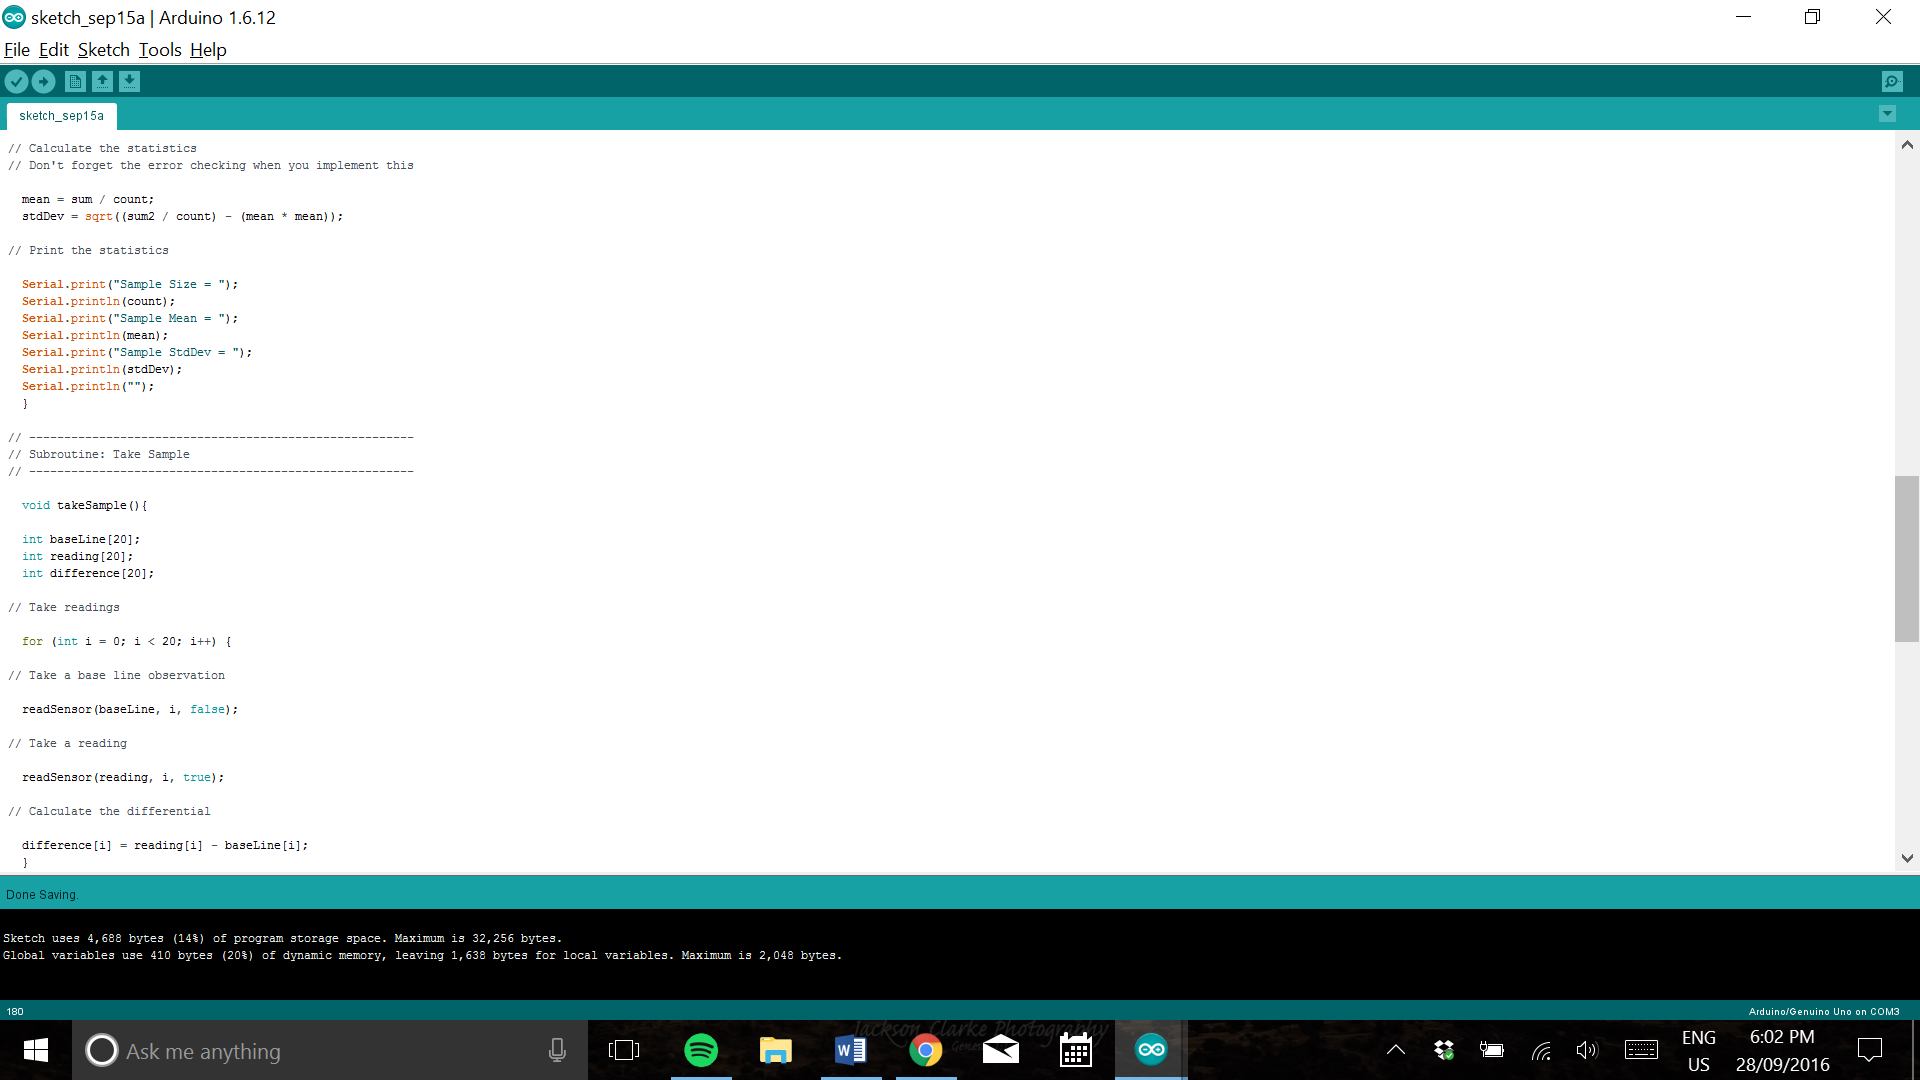 sketch_sep15a | Arduino 1.6.12
File Edit Sketch Tools Help
sketch_sep15a
// Calculate the statistics
// Don't forget the error checking when you implement this
mean = sum / count;
stdDev = sqrt((sum2 / count) - (mean * mean));
// Print the statistics
Serial.print("Sample Size = ");
Serial.println(count);
Serial.print("Sample Mean = ");
Serial.println(mean);
Serial.print("Sample StdDev = ");
Serial.println(stdDev);
Serial.println("");
}
// -------------------------------------------------------
// Subroutine: Take Sample
// -------------------------------------------------------
void takeSample(){
int baseLine[20];
int reading[20];
int difference[20];
// Take readings
for (int i = 0; i < 20; i++) {
// Take a base line observation
readSensor(baseLine, i, false);
// Take a reading
readSensor(reading, i, true);
// Calculate the differential
difference[i] = reading[i] - baseLine[i];
}
Done Saving.
Sketch uses 4,688 bytes (14%) of program storage space. Maximum is 32,256 bytes.
Global variables use 410 bytes (20%) of dynamic memory, leaving 1,638 bytes for local variables. Maximum is 2,048 bytes.
180
Arduino/Genuino Uno on COM3
Jackson Clarke Photography
Ask me anything
ENG
US
6:02 PM
28/09/2016